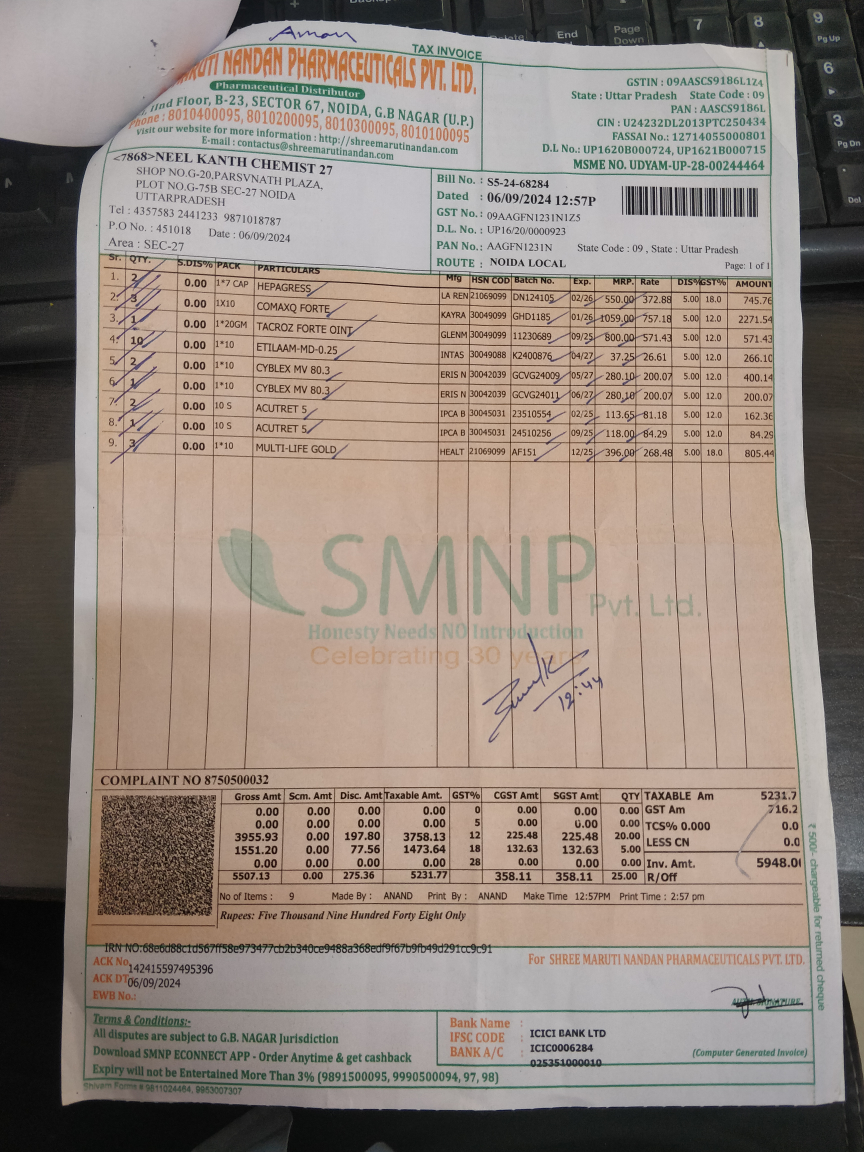 Aman
TAX INVOICE
MARUTI NANDAN PHARMACEUTICALS PVT. LTD.
Pharmaceutical Distributor
IInd Floor, B-23, SECTOR 67, NOIDA, G.B NAGAR (U.P.)
Phone : 8010400095, 8010200095, 8010300095, 8010100095
Visit our website for more information : http://shreemarutinandan.com
E-mail : contactus@shreemarutinandan.com
GSTIN : 09AASCS9186L1Z4
State : Uttar Pradesh State Code : 09
PAN : AASCS9186L
CIN : U24232DL2013PTC250434
FASSAI No.: 12714055000801
D.L No.: UP1620B000724, UP1621B000715
MSME NO. UDYAM-UP-28-00244464
<7868>NEEL KANTH CHEMIST 27
SHOP NO.G-20,PARSVNATH PLAZA,
PLOT NO.G-75B SEC-27 NOIDA
UTTARPRADESH
Tel : 4357583 2441233 9871018787
P.O No. : 451018 Date : 06/09/2024
Area : SEC-27
Bill No. : S5-24-68284
Dated : 06/09/2024 12:57P
GST No. : 09AAGFN1231N1Z5
D.L. No. : UP16/20/0000923
PAN No.: AAGFN1231N State Code : 09 , State : Uttar Pradesh
ROUTE : NOIDA LOCAL Page: 1 of 1
Sr. QTY. S.DIS% PACK PARTICULARS Mfg HSN COD Batch No. Exp. MRP. Rate DIS% GST% AMOUNT
1. 2 0.00 1*7 CAP HEPAGRESS LA REN 21069099 DN124105 02/26 550.00 372.88 5.00 18.0 745.76
2. 3 0.00 1X10 COMAXQ FORTE KAYRA 30049099 GHD1185 01/26 1059.00 757.18 5.00 12.0 2271.54
3. 1 0.00 1*20GM TACROZ FORTE OINT GLENM 30049099 11230689 09/25 800.00 571.43 5.00 12.0 571.43
4. 10 0.00 1*10 ETILAAM-MD-0.25 INTAS 30049088 K2400876 04/27 37.25 26.61 5.00 12.0 266.10
5. 2 0.00 1*10 CYBLEX MV 80.3 ERIS N 30042039 GCVG24009 05/27 280.10 200.07 5.00 12.0 400.14
6. 1 0.00 1*10 CYBLEX MV 80.3 ERIS N 30042039 GCVG24011 06/27 280.10 200.07 5.00 12.0 200.07
7. 2 0.00 10 S ACUTRET 5 IPCA B 30045031 23510554 02/25 113.65 81.18 5.00 12.0 162.36
8. 1 0.00 10 S ACUTRET 5 IPCA B 30045031 24510256 09/25 118.00 84.29 5.00 12.0 84.29
9. 3 0.00 1*10 MULTI-LIFE GOLD HEALT 21069099 AF151 12/25 396.00 268.48 5.00 18.0 805.44
SMNP Pvt. Ltd.
Honesty Needs NO Introduction
Celebrating 30 years
12:44
COMPLAINT NO 8750500032
Gross Amt Scm. Amt Disc. Amt Taxable Amt. GST% CGST Amt SGST Amt QTY
0.00 0.00 0.00 0.00 0 0.00 0.00 0.00
0.00 0.00 0.00 0.00 5 0.00 0.00 0.00
3955.93 0.00 197.80 3758.13 12 225.48 225.48 20.00
1551.20 0.00 77.56 1473.64 18 132.63 132.63 5.00
0.00 0.00 0.00 0.00 28 0.00 0.00 0.00
5507.13 0.00 275.36 5231.77 358.11 358.11 25.00
TAXABLE Am 5231.7
GST Am 716.2
TCS% 0.000 0.0
LESS CN 0.0
Inv. Amt. 5948.0
R/Off
No of Items : 9 Made By : ANAND Print By : ANAND Make Time 12:57PM Print Time : 2:57 pm
Rupees: Five Thousand Nine Hundred Forty Eight Only
₹ 500/- chargeable for returned cheque
IRN NO:68e6d88c1d567ff58e973477cb2b340ce9488a368edf9f67b9fb49d291cc9c91
ACK No. 142415597495396
ACK DT 06/09/2024
EWB No.:
For SHREE MARUTI NANDAN PHARMACEUTICALS PVT. LTD.
Terms & Conditions:-
All disputes are subject to G.B. NAGAR Jurisdiction
Download SMNP ECONNECT APP - Order Anytime & get cashback
Expiry will not be Entertained More Than 3% (9891500095, 9990500094, 97, 98)
Bank Name : ICICI BANK LTD
IFSC CODE : ICIC0006284
BANK A/C : 025351000010
(Computer Generated Invoice)
Shivam Forms # 9811024464, 9953007307
End
Page Down
7
8
9 Pg Up
6
3 Pg Dn
Del